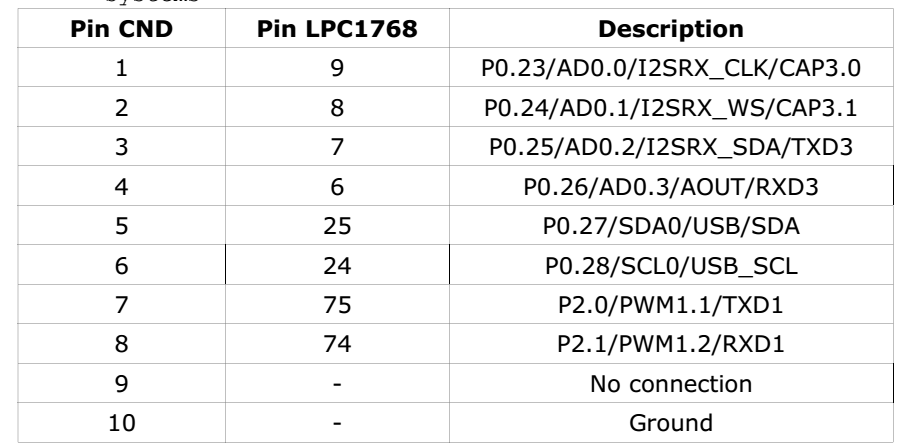 Pin CND Pin LPC1768 Description
1 9 P0.23/AD0.0/I2SRX_CLK/CAP3.0
2 8 P0.24/AD0.1/I2SRX_WS/CAP3.1
3 7 P0.25/AD0.2/I2SRX_SDA/TXD3
4 6 P0.26/AD0.3/AOUT/RXD3
5 25 P0.27/SDA0/USB/SDA
6 24 P0.28/SCL0/USB_SCL
7 75 P2.0/PWM1.1/TXD1
8 74 P2.1/PWM1.2/RXD1
9 - No connection
10 - Ground